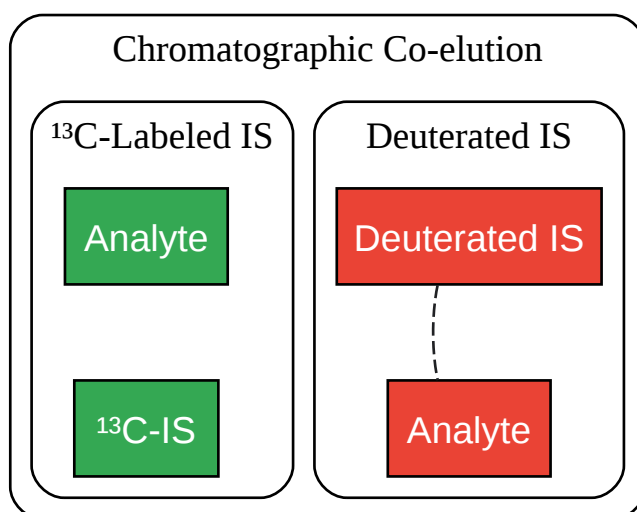 Chromatographic Co-elution
¹³C-Labeled IS
Analyte
¹³C-IS
Deuterated IS
Deuterated IS
Analyte